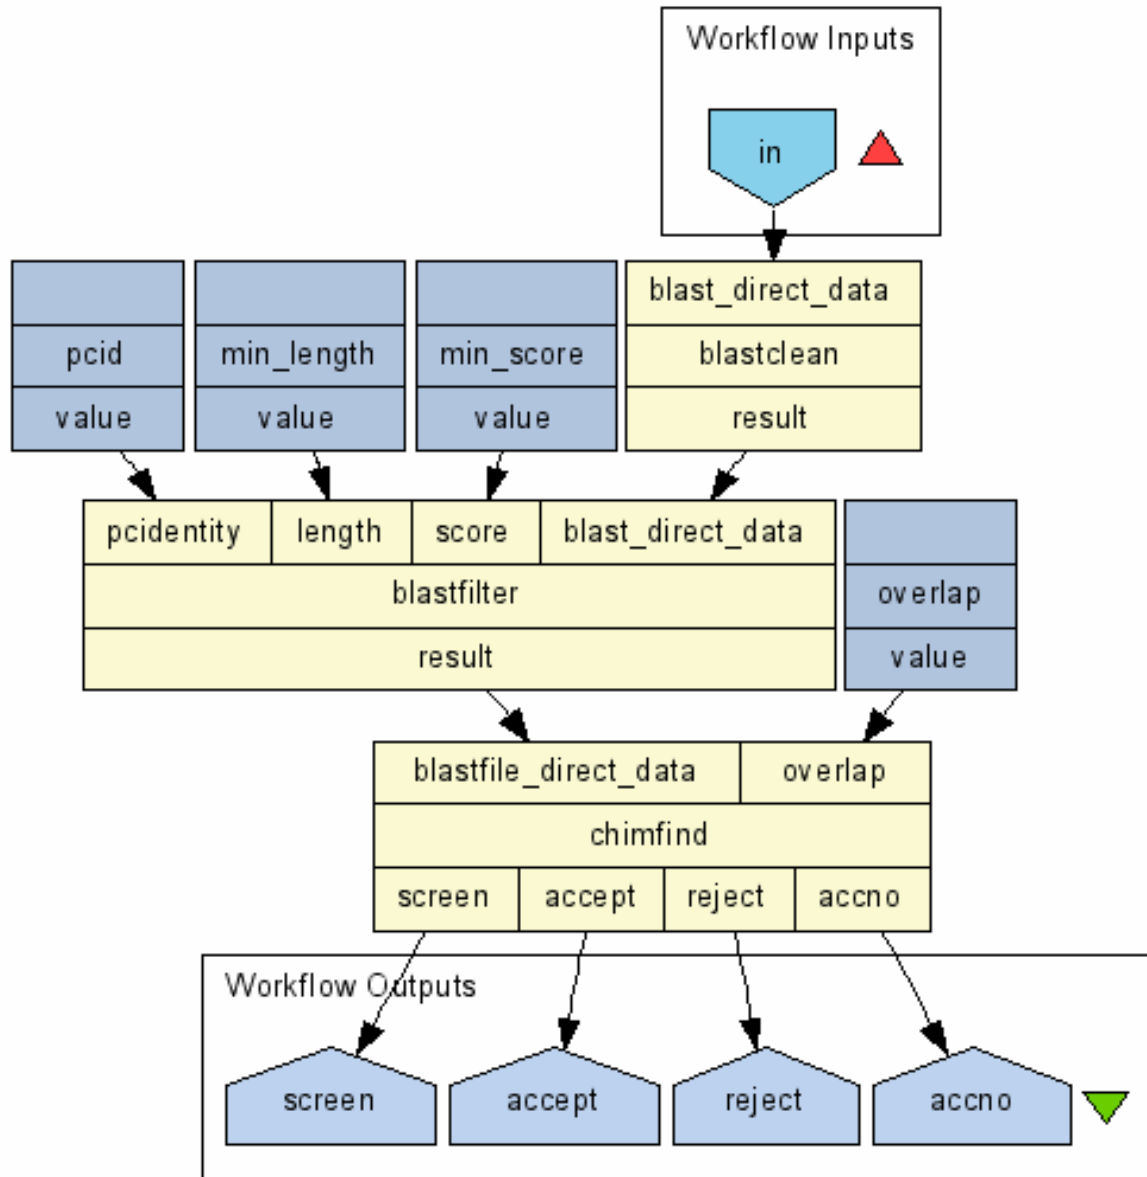 Workflow Inputs
in
blast_direct_data
pcid min_length min_score blastclean
value value value result
pcidentity length score blast_direct_data
blastfilter overlap
result value
blastfile_direct_data overlap
chimfind
screen accept reject accno
Workflow Outputs
screen accept reject accno